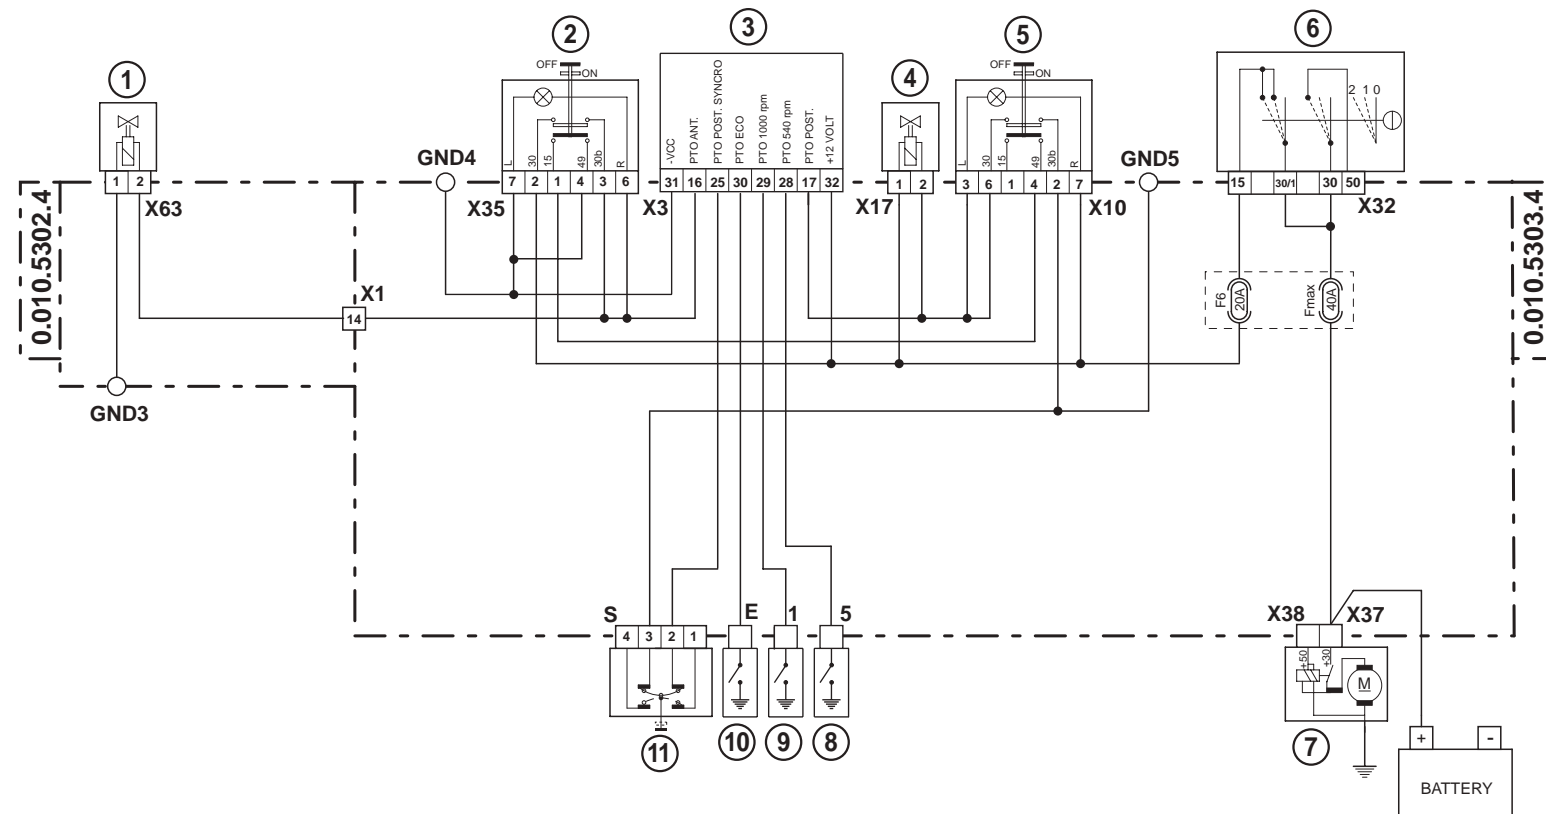 1
2
3
4
5
6
OFF
ON
L
30
15
49
30b
R
-VCC
PTO ANT.
PTO POST. SYNCRO
PTO ECO
PTO 1000 rpm
PTO 540 rpm
PTO POST.
+12 VOLT
OFF
ON
L
30
15
49
30b
R
2 1 0
GND4
GND5
1 2
X63
X35
7 2 1 4 3 6
X3
31 16 25 30 29 28 17 32
X17
1 2
3 6 1 4 2 7
X10
15 30/1 30 50
X32
0.010.5302.4
0.010.5303.4
X1
14
F6
20A
Fmax
40A
GND3
S
4 3 2 1
E
1
5
X38
X37
+50
+30
M
11
10
9
8
7
+
-
BATTERY